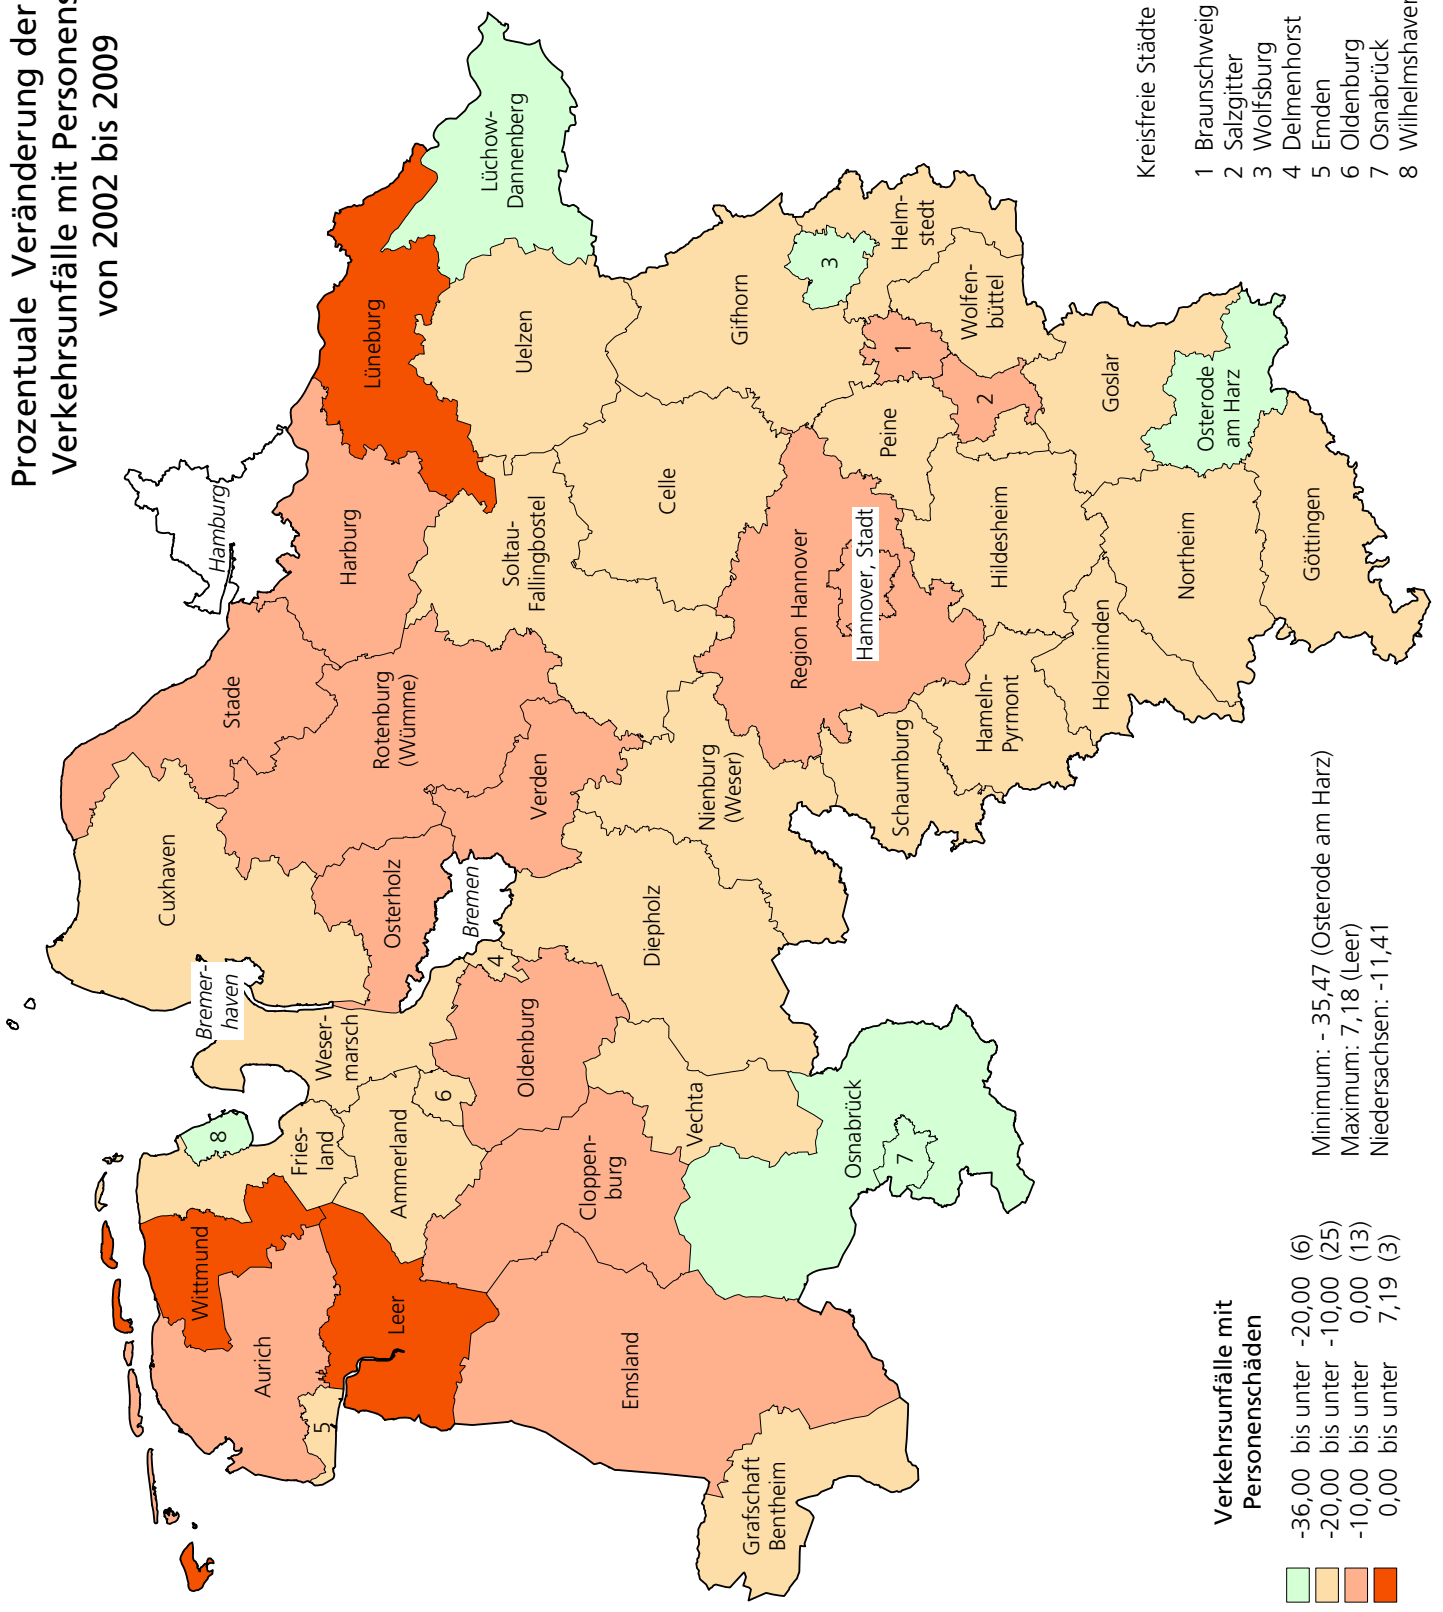 Prozentuale Veränderung der
Verkehrsunfälle mit
von 2002 bis 2009
Hamburg
Stade
Harburg
Lüneburg
Lüchow-
Dannenberg
Uelzen
Cuxhaven
Rotenburg
(Wümme)
Soltau-
Fallingbostel
Bremer-
haven
Osterholz
Verden
Celle
Gifhorn
Bremen
8
Wittmund
Fries-
land
Weser-
marsch
Aurich
Leer
Ammerland
6
4
5
Oldenburg
Cloppen-
burg
Vechta
Diepholz
Nienburg
(Weser)
Region Hannover
Hannover, Stadt
Peine
1
2
3
Helm-
stedt
Wolfen-
büttel
Emsland
Grafschaft
Bentheim
Osnabrück
7
Schaumburg
Hameln-
Pyrmont
Hildesheim
Holzminden
Goslar
Northeim
Osterode
am Harz
Göttingen
Kreisfreie Städte
1 Braunschweig
2 Salzgitter
3 Wolfsburg
4 Delmenhorst
5 Emden
6 Oldenburg
7 Osnabrück
8 Wilhelmshaven
Verkehrsunfälle mit
Personenschäden
-36,00 bis unter -20,00 (6)
-20,00 bis unter -10,00 (25)
-10,00 bis unter 0,00 (13)
0,00 bis unter 7,19 (3)
Minimum: - 35,47 (Osterode am Harz)
Maximum: 7,18 (Leer)
Niedersachsen: -11,41